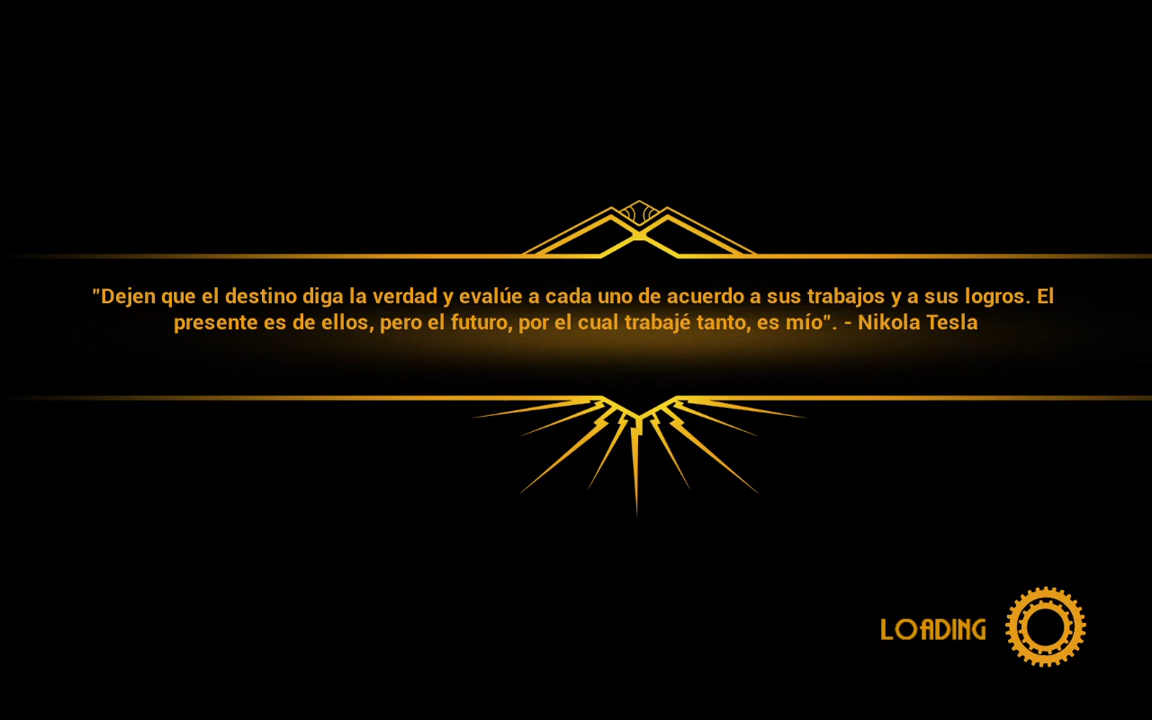 "Dejen que el destino diga la verdad y evalúe a cada uno de acuerdo a sus trabajos y a sus logros. El
presente es de ellos, pero el futuro, por el cual trabajé tanto, es mío". - Nikola Tesla
LOADING